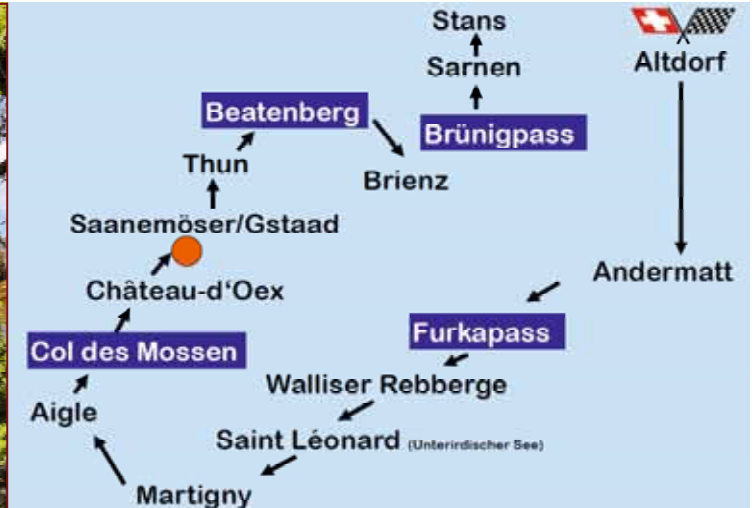 Stans
Altdorf
Sarnen
Beatenberg
Brünigpass
Thun
Brienz
Saanemöser/Gstaad
Andermatt
Château-d‘Oex
Furkapass
Col des Mossen
Walliser Rebberge
Aigle
Saint Léonard (Unterirdischer See)
Martigny